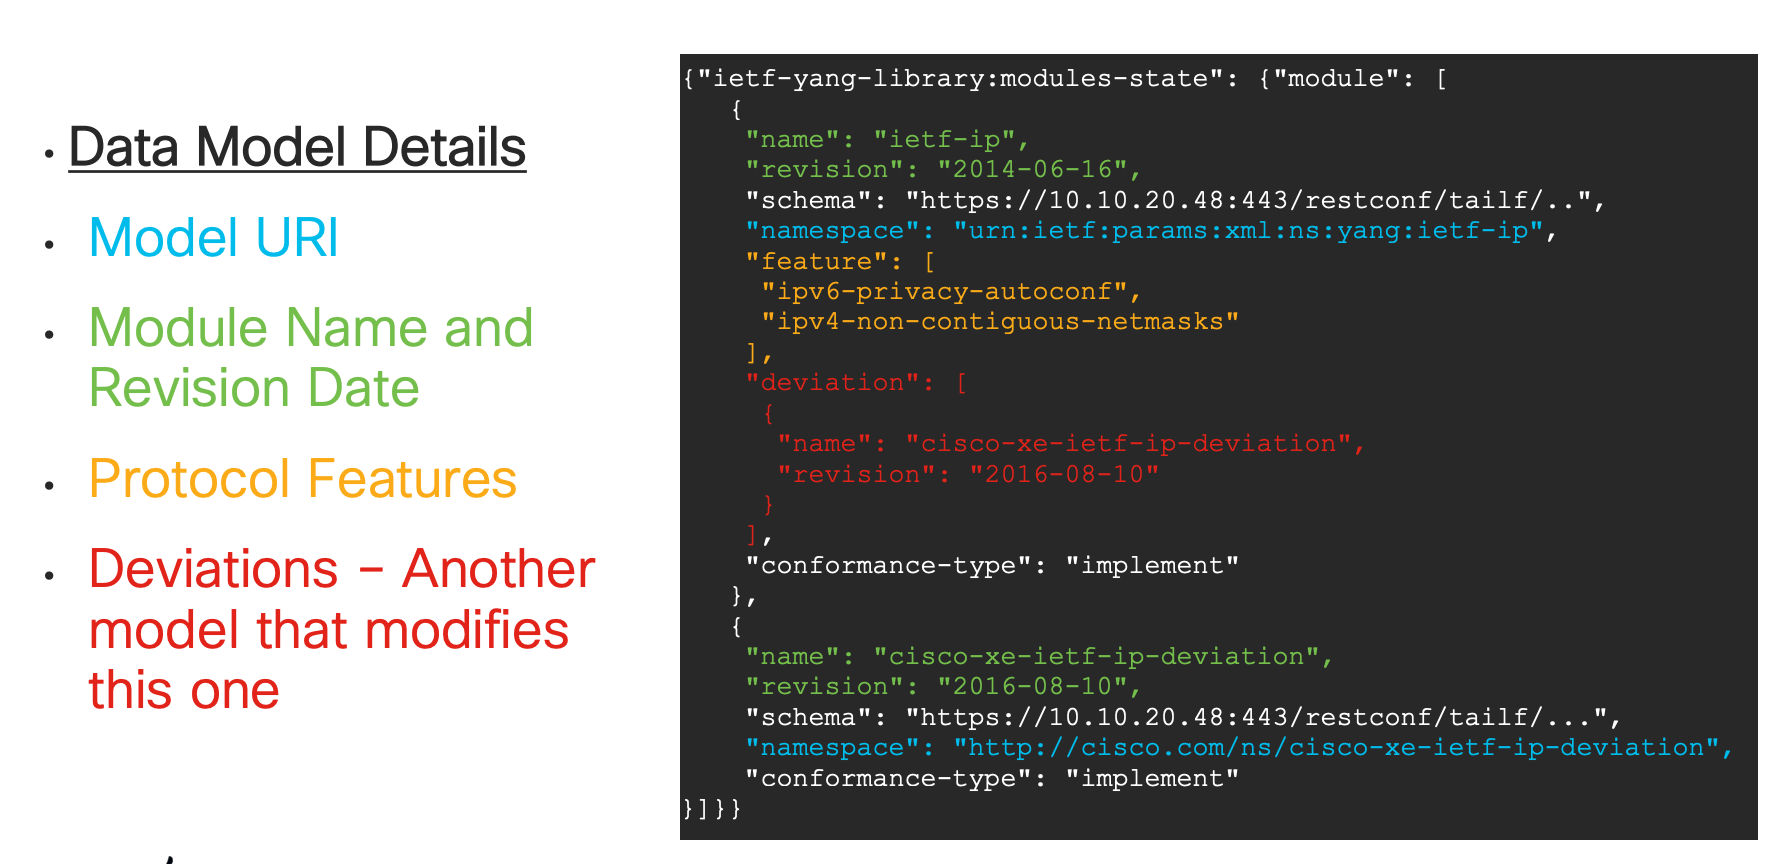 • Data Model Details
• Model URI
• Module Name and
Revision Date
• Protocol Features
• Deviations – Another
model that modifies
this one
{"ietf-yang-library:modules-state": {"module": [
{
"name": "ietf-ip",
"revision": "2014-06-16",
"schema": "https://10.10.20.48:443/restconf/tailf/..",
"namespace": "urn:ietf:params:xml:ns:yang:ietf-ip",
"feature": [
"ipv6-privacy-autoconf",
"ipv4-non-contiguous-netmasks"
],
"deviation": [
{
"name": "cisco-xe-ietf-ip-deviation",
"revision": "2016-08-10"
}
],
"conformance-type": "implement"
},
{
"name": "cisco-xe-ietf-ip-deviation",
"revision": "2016-08-10",
"schema": "https://10.10.20.48:443/restconf/tailf/...",
"namespace": "http://cisco.com/ns/cisco-xe-ietf-ip-deviation",
"conformance-type": "implement"
}]}}